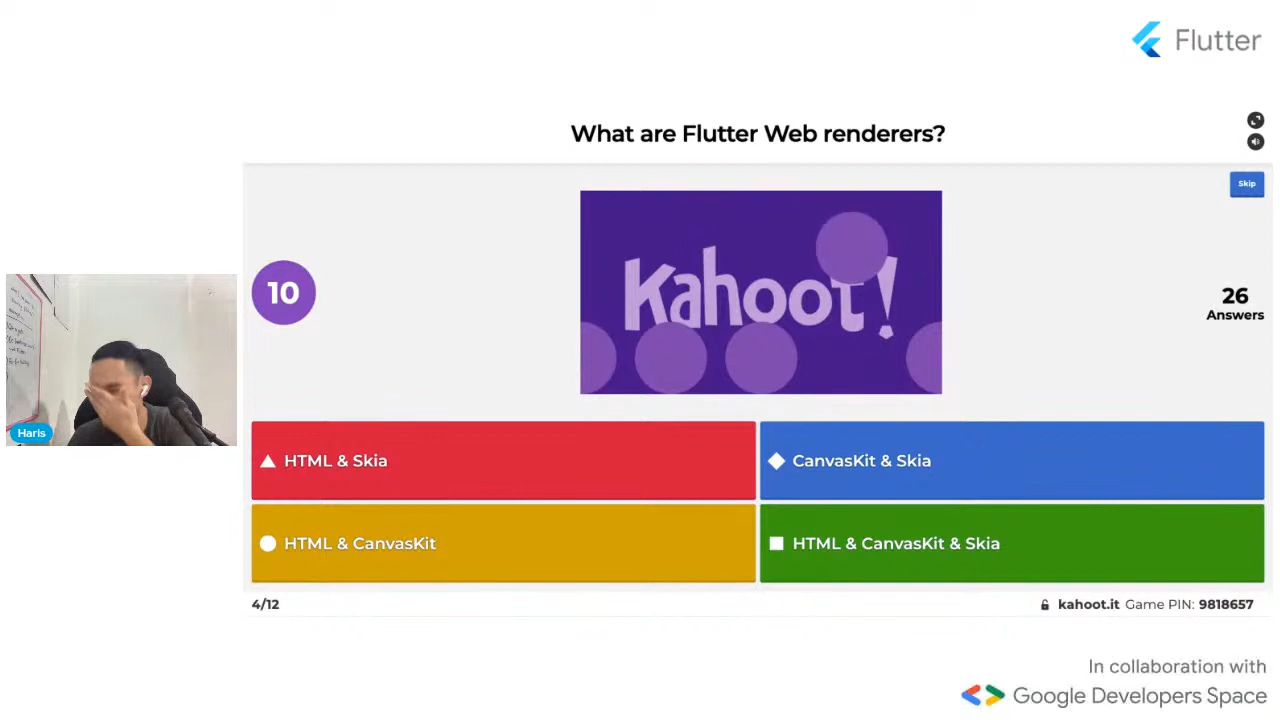 Flutter
What are Flutter Web renderers?
Skip
10
Kahoot!
26
Answers
Haris
HTML & Skia
CanvasKit & Skia
HTML & CanvasKit
HTML & CanvasKit & Skia
4/12
kahoot.it Game PIN: 9818657
In collaboration with
Google Developers Space